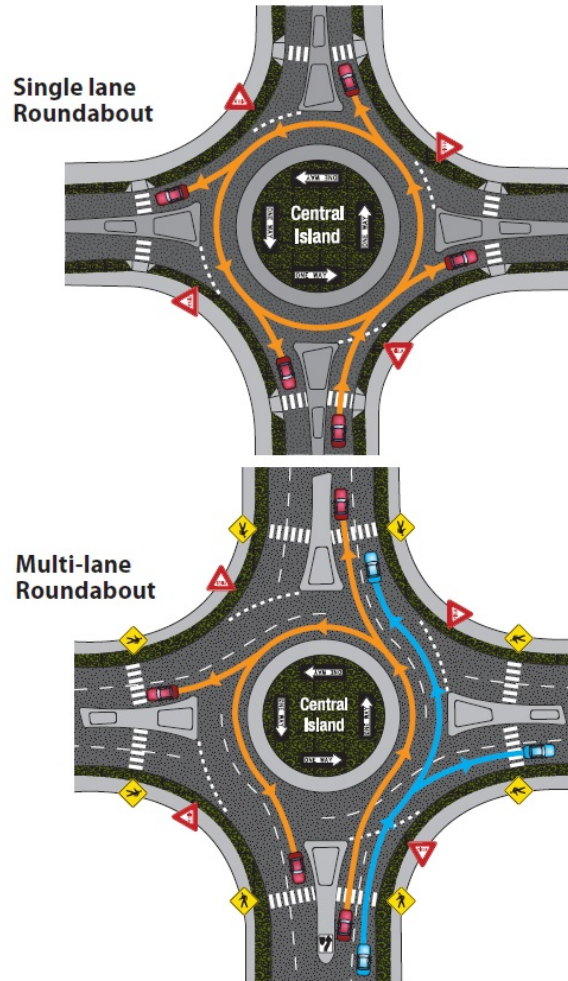 Single lane
Roundabout
ONE WAY
ONE WAY
Central
Island
ONE WAY
ONE WAY
Multi-lane
Roundabout
ONE WAY
ONE WAY
Central
Island
ONE WAY
ONE WAY